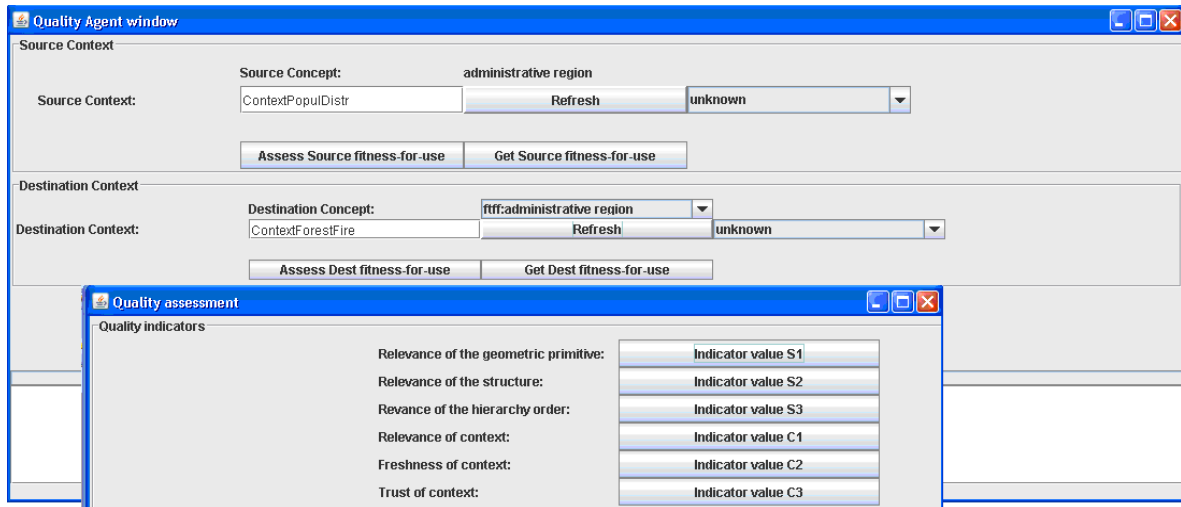 Quality Agent window
Source Context
Source Concept: administrative region
Source Context: ContextPopulDistr Refresh unknown
Assess Source fitness-for-use Get Source fitness-for-use
Destination Context
Destination Concept: ftff:administrative region
Destination Context: ContextForestFire Refresh unknown
Assess Dest fitness-for-use Get Dest fitness-for-use
Quality assessment
Quality indicators
Relevance of the geometric primitive: Indicator value S1
Relevance of the structure: Indicator value S2
Revance of the hierarchy order: Indicator value S3
Relevance of context: Indicator value C1
Freshness of context: Indicator value C2
Trust of context: Indicator value C3